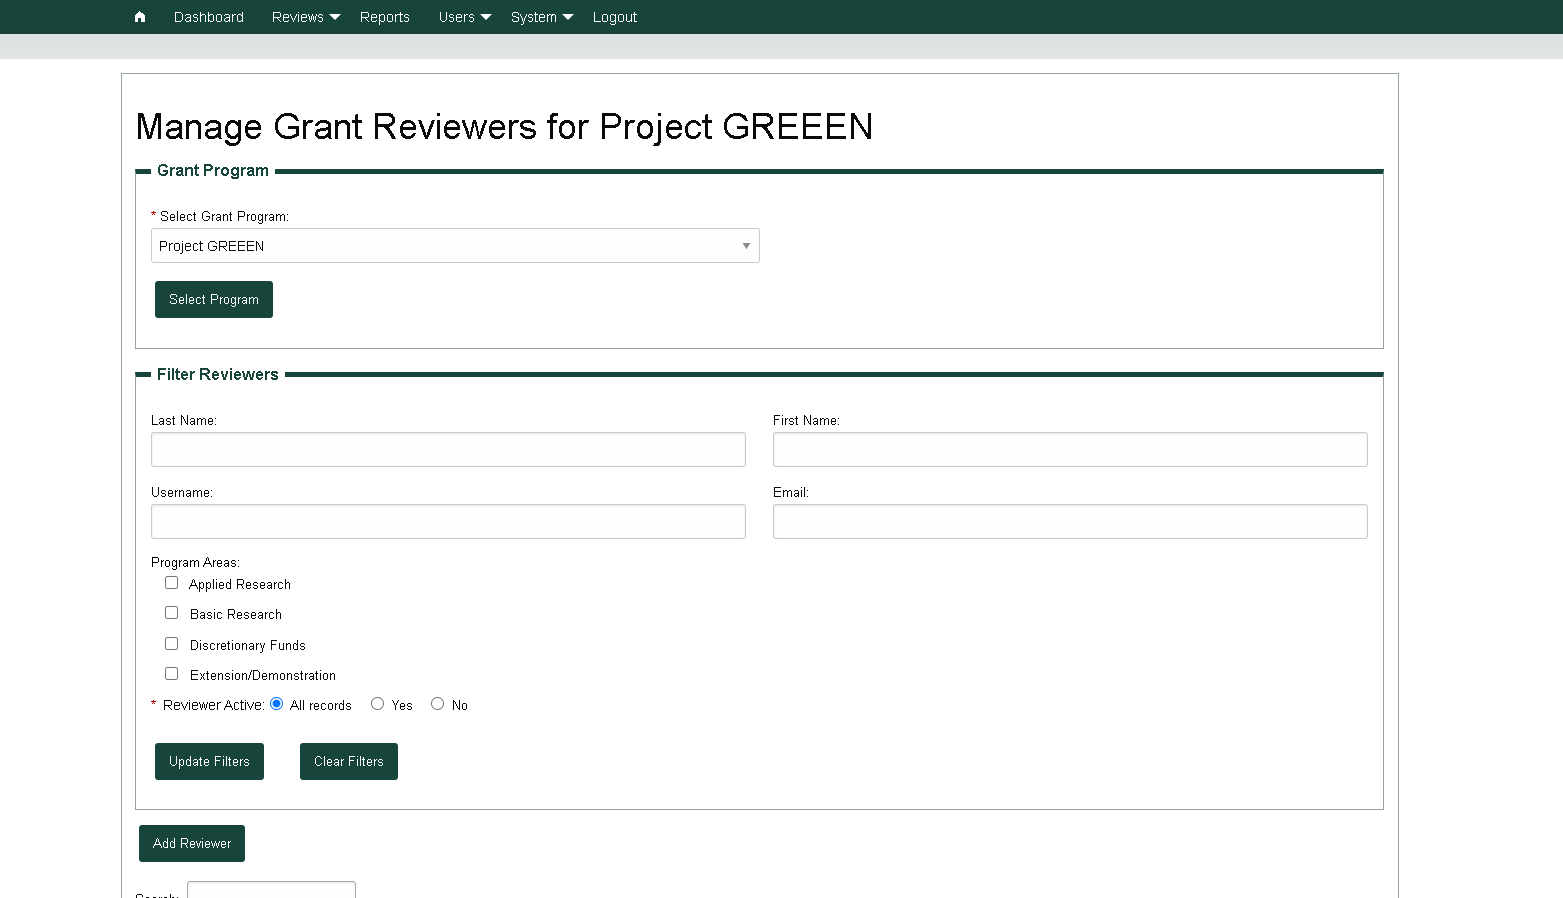 Dashboard Reviews Reports Users System Logout
Manage Grant Reviewers for Project GREEEN
Grant Program
* Select Grant Program:
Project GREEEN
Select Program
Filter Reviewers
Last Name: First Name:
Username: Email:
Program Areas:
Applied Research
Basic Research
Discretionary Funds
Extension/Demonstration
* Reviewer Active: All records Yes No
Update Filters Clear Filters
Add Reviewer
Search: